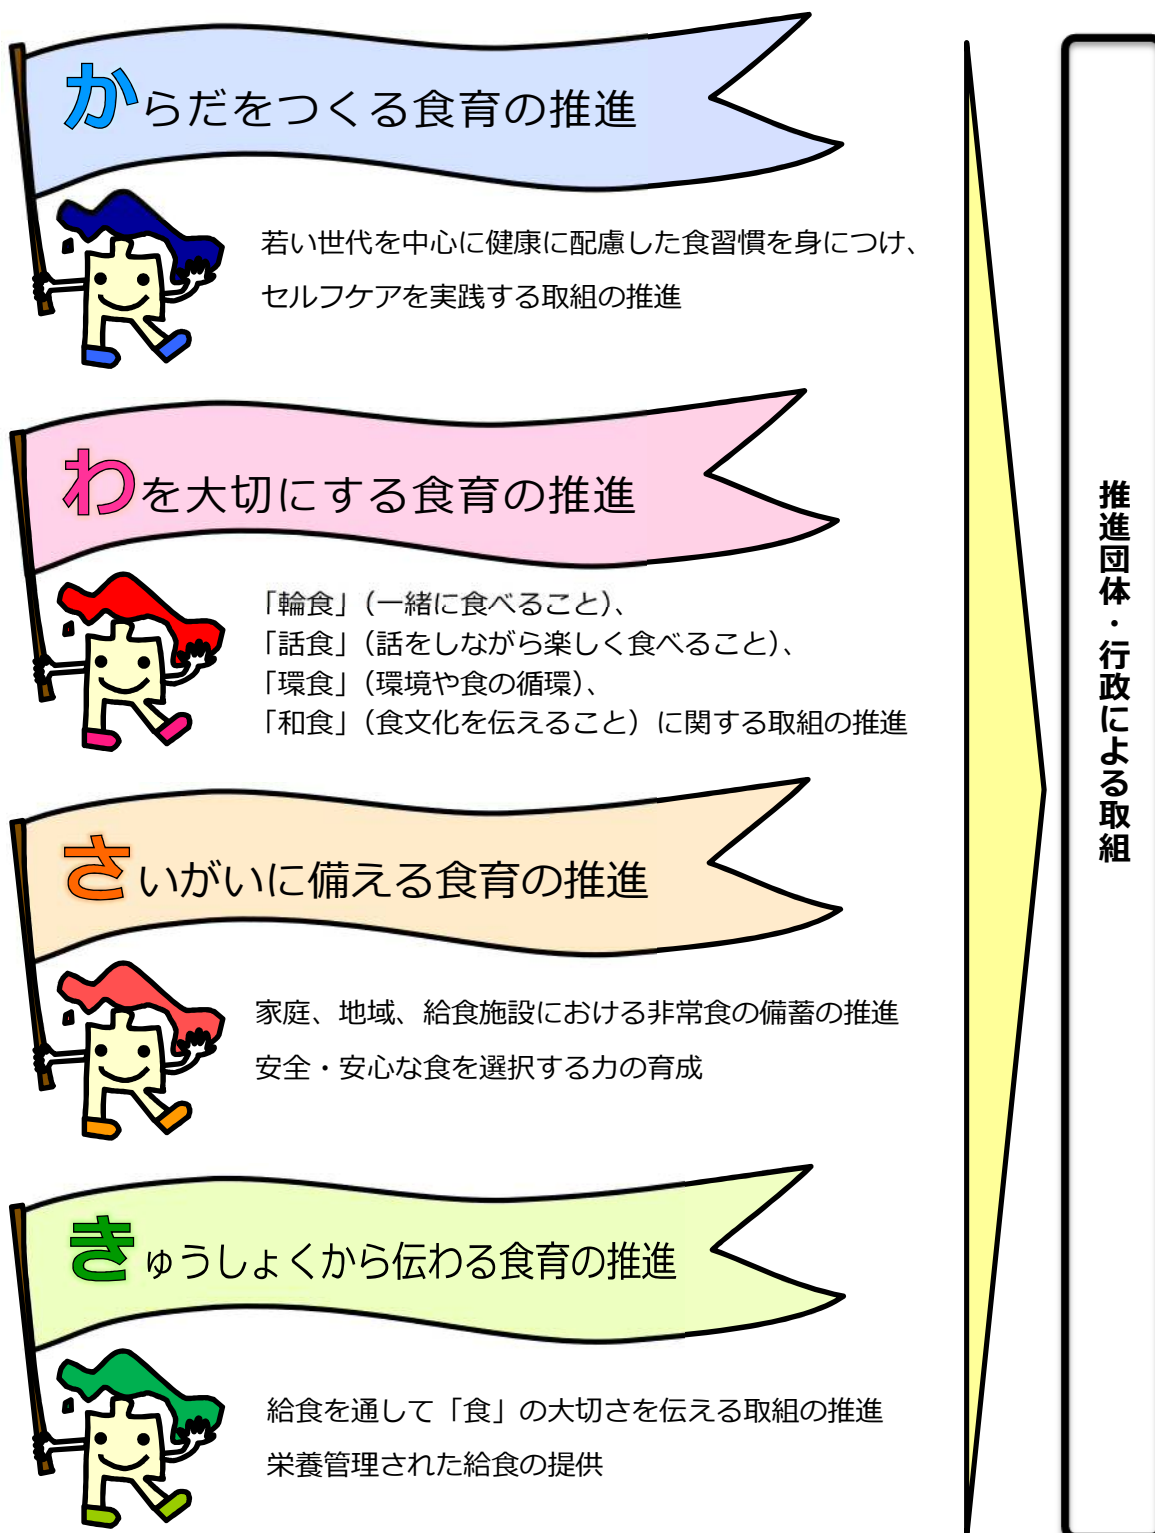 からだをつくる食育の推進
若い世代を中心に健康に配慮した食習慣を身につけ、
セルフケアを実践する取組の推進
わを大切にする食育の推進
「輪食」（一緒に食べること）、
「話食」（話をしながら楽しく食べること）、
「環食」（環境や食の循環）、
「和食」（食文化を伝えること）に関する取組の推進
さいがいに備える食育の推進
家庭、地域、給食施設における非常食の備蓄の推進
安全・安心な食を選択する力の育成
きゅうしょくから伝わる食育の推進
給食を通して「食」の大切さを伝える取組の推進
栄養管理された給食の提供
推進団体・行政による取組